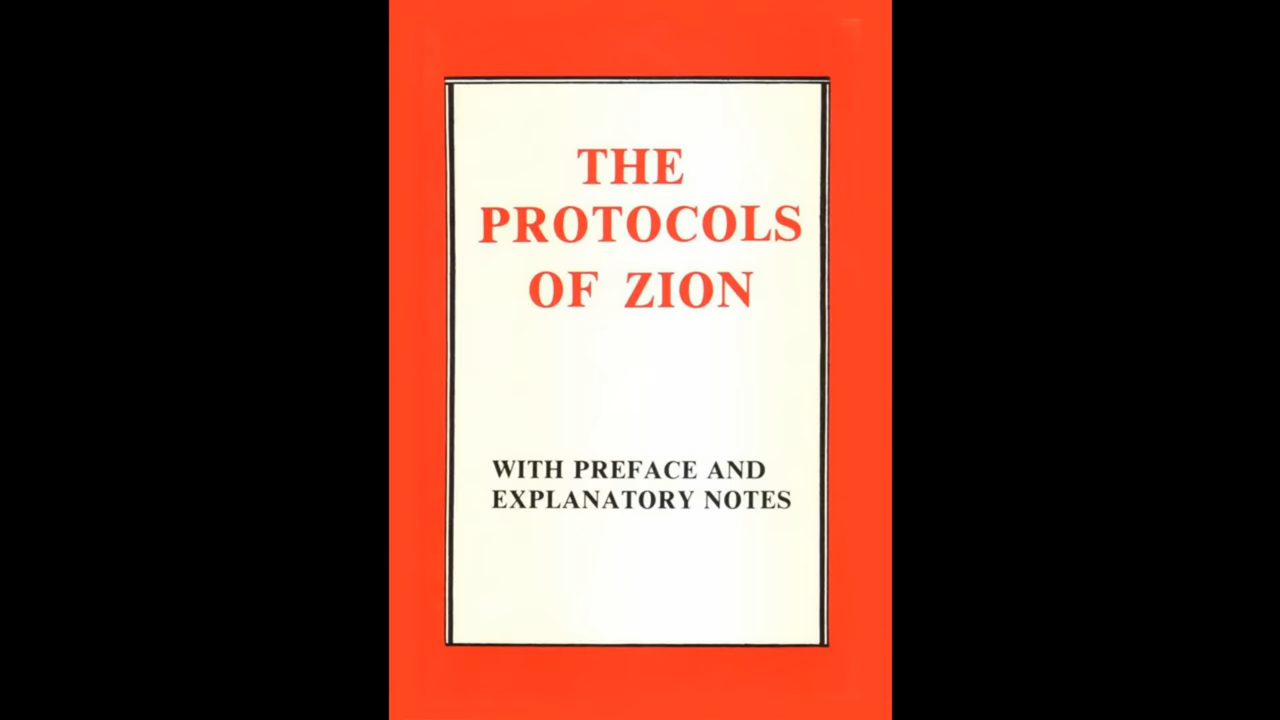 THE
PROTOCOLS
OF ZION
WITH PREFACE AND
EXPLANATORY NOTES